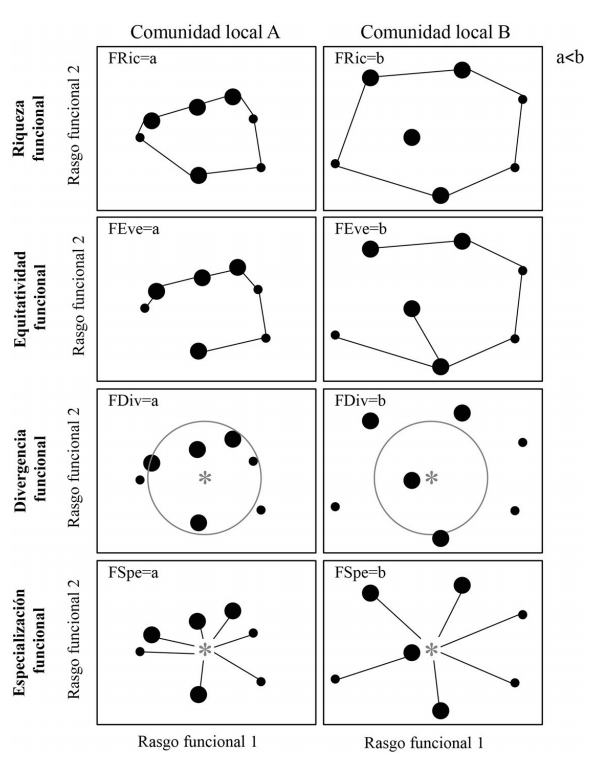 Comunidad local A
Comunidad local B
a<b
Riqueza
funcional
Rasgo funcional 2
FRic=a
FRic=b
Equitatividad
funcional
Rasgo funcional 2
FEve=a
FEve=b
Divergencia
funcional
Rasgo funcional 2
FDiv=a
FDiv=b
Especialización
funcional
Rasgo funcional 2
FSpe=a
FSpe=b
Rasgo funcional 1
Rasgo funcional 1